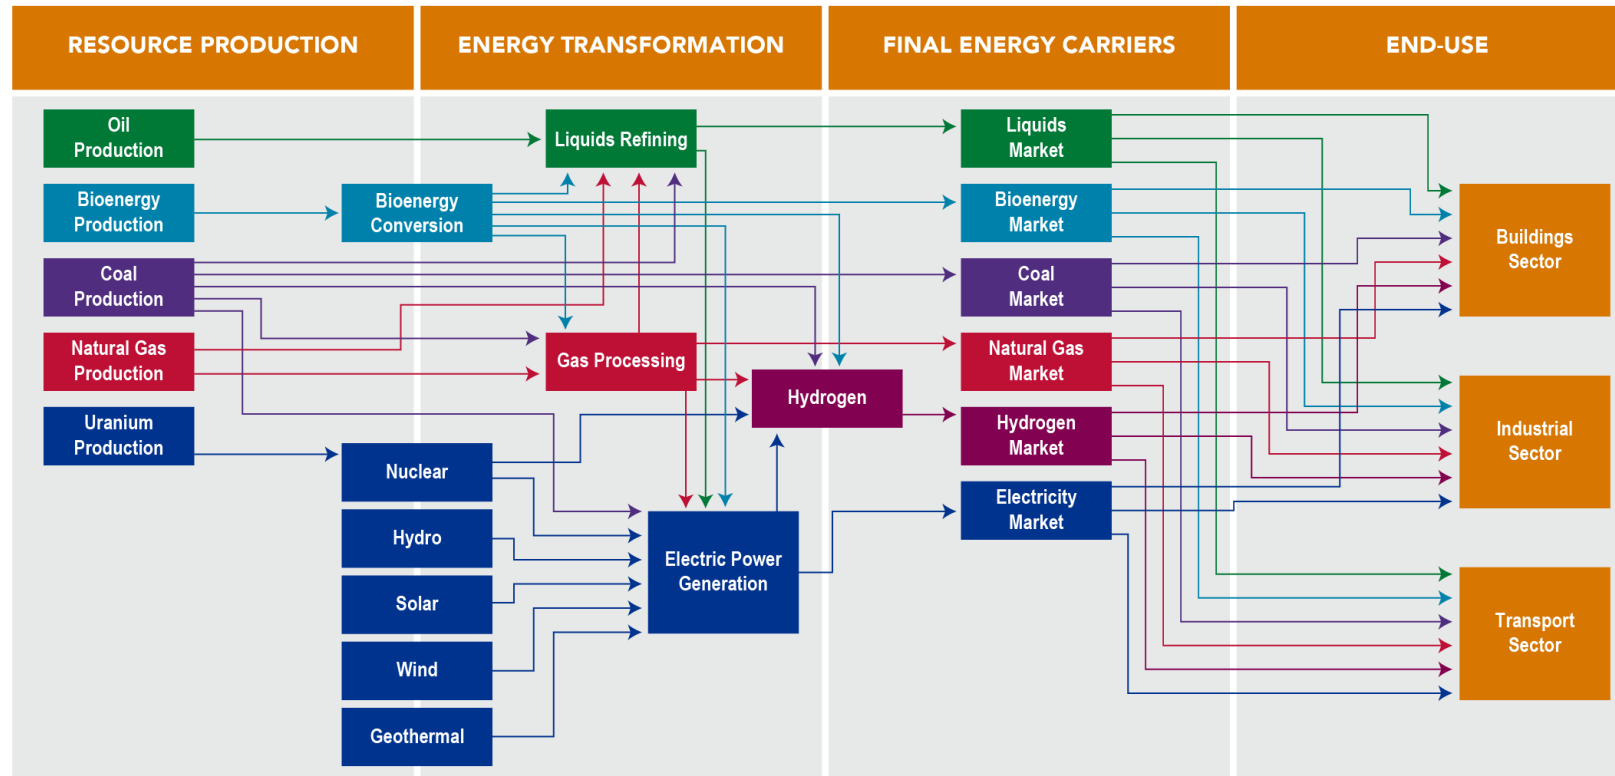 RESOURCE PRODUCTION
ENERGY TRANSFORMATION
FINAL ENERGY CARRIERS
END-USE
Oil
Production
Bioenergy
Production
Coal
Production
Natural Gas
Production
Uranium
Production
Bioenergy
Conversion
Nuclear
Hydro
Solar
Wind
Geothermal
Liquids Refining
Gas Processing
Hydrogen
Electric Power
Generation
Liquids
Market
Bioenergy
Market
Coal
Market
Natural Gas
Market
Hydrogen
Market
Electricity
Market
Buildings
Sector
Industrial
Sector
Transport
Sector